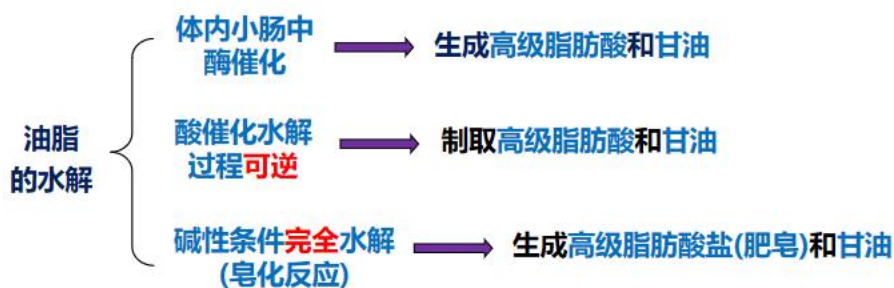 油脂
的水解
体内小肠中
酶催化
生成高级脂肪酸和甘油
酸催化水解
过程可逆
制取高级脂肪酸和甘油
碱性条件完全水解
(皂化反应)
生成高级脂肪酸盐(肥皂)和甘油